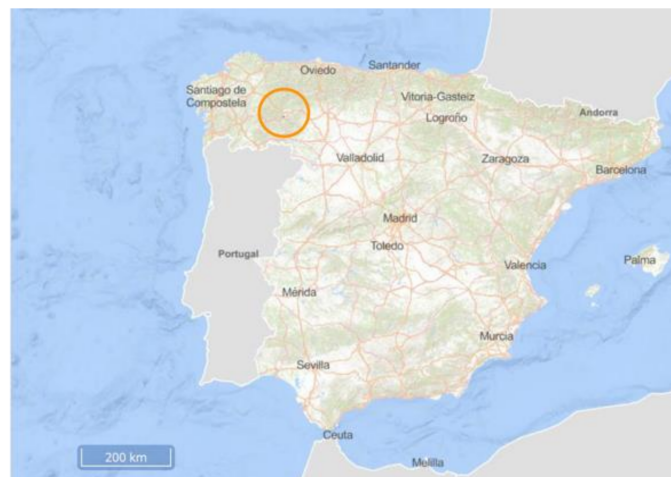 Oviedo
Santander
Santiago de
Compostela
Vitoria-Gasteiz
Logroño
Andorra
Valladolid
Zaragoza
Barcelona
Madrid
Portugal
Toledo
Valencia
Palma
Mérida
Murcia
Sevilla
Ceuta
200 km
Melilla